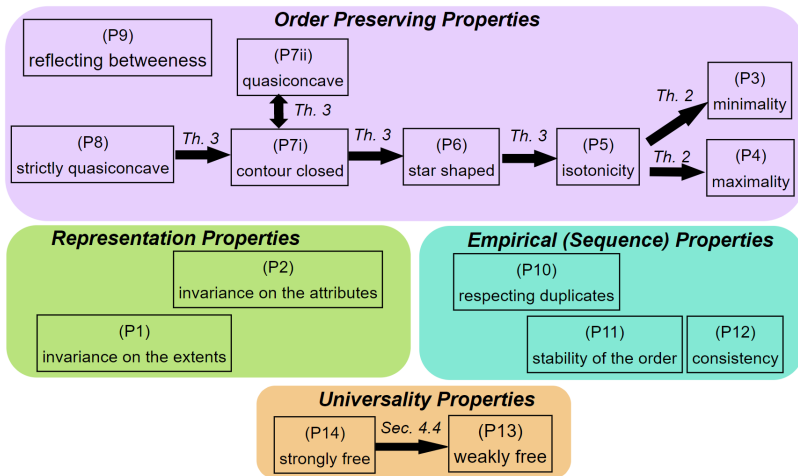 Order Preserving Properties
(P9)
reflecting betweeness
(P7ii)
quasiconcave
Th. 3
(P8)
strictly quasiconcave
Th. 3
(P7i)
contour closed
Th. 3
(P6)
star shaped
Th. 3
(P5)
isotonicity
Th. 2
(P3)
minimality
Th. 2
(P4)
maximality
Representation Properties
(P2)
invariance on the attributes
(P1)
invariance on the extents
Empirical (Sequence) Properties
(P10)
respecting duplicates
(P11)
stability of the order
(P12)
consistency
Universality Properties
(P14)
strongly free
Sec. 4.4
(P13)
weakly free